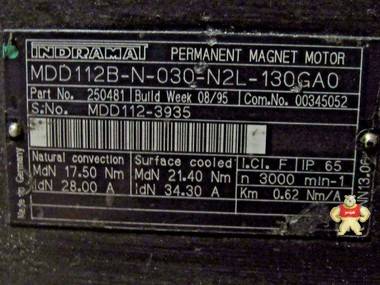 INDRAMAT PERMANENT MAGNET MOTOR
MDD112B-N-030-N2L-130GA0
Part No. 250481 Build Week 08/95 Com.No. 00345052
S.No. MDD112-3935
Natural convection Surface cooled I.Cl. F IP 65
MdN 17.50 Nm MdN 21.40 Nm n 3000 min-1
IdN 28.00 A IdN 34.30 A Km 0.62 Nm/A
Made in Germany